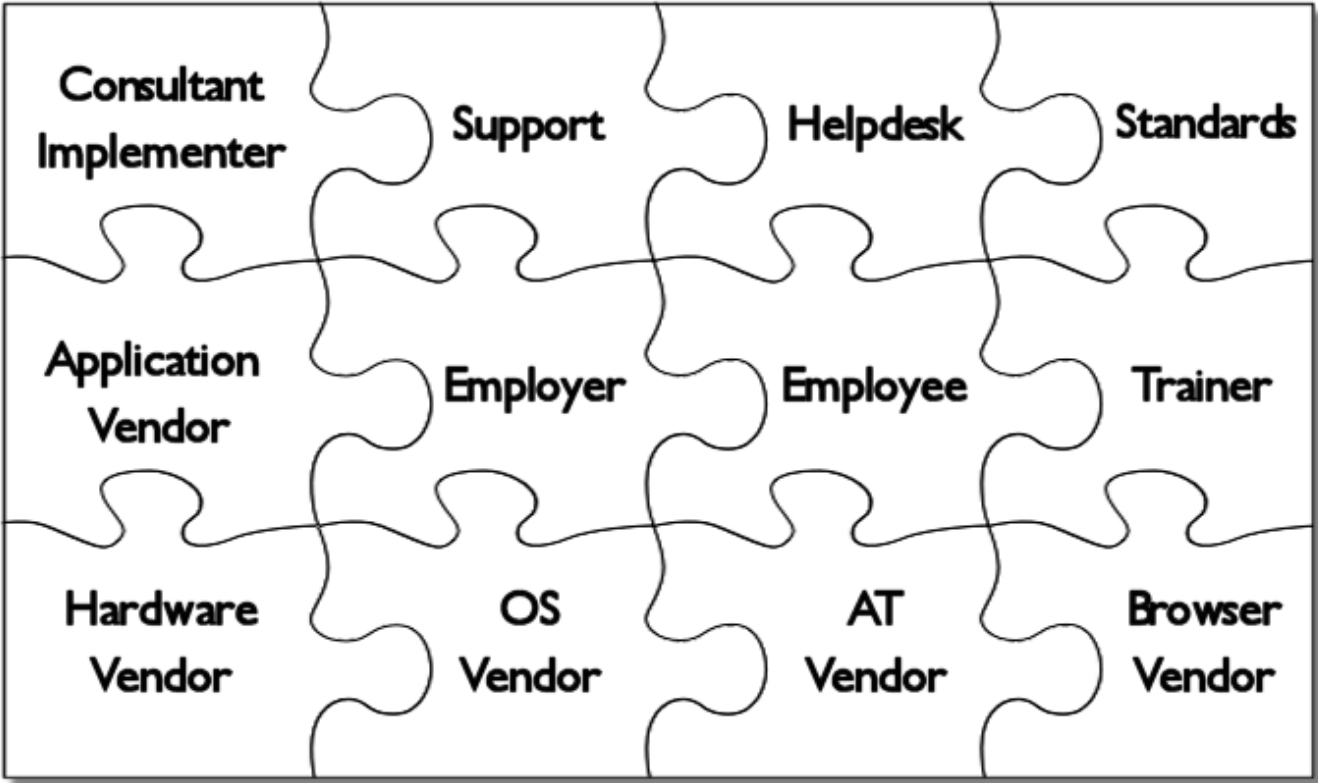 Consultant
Implementer
Support
Helpdesk
Standards
Application
Vendor
Employer
Employee
Trainer
Hardware
Vendor
OS
Vendor
AT
Vendor
Browser
Vendor